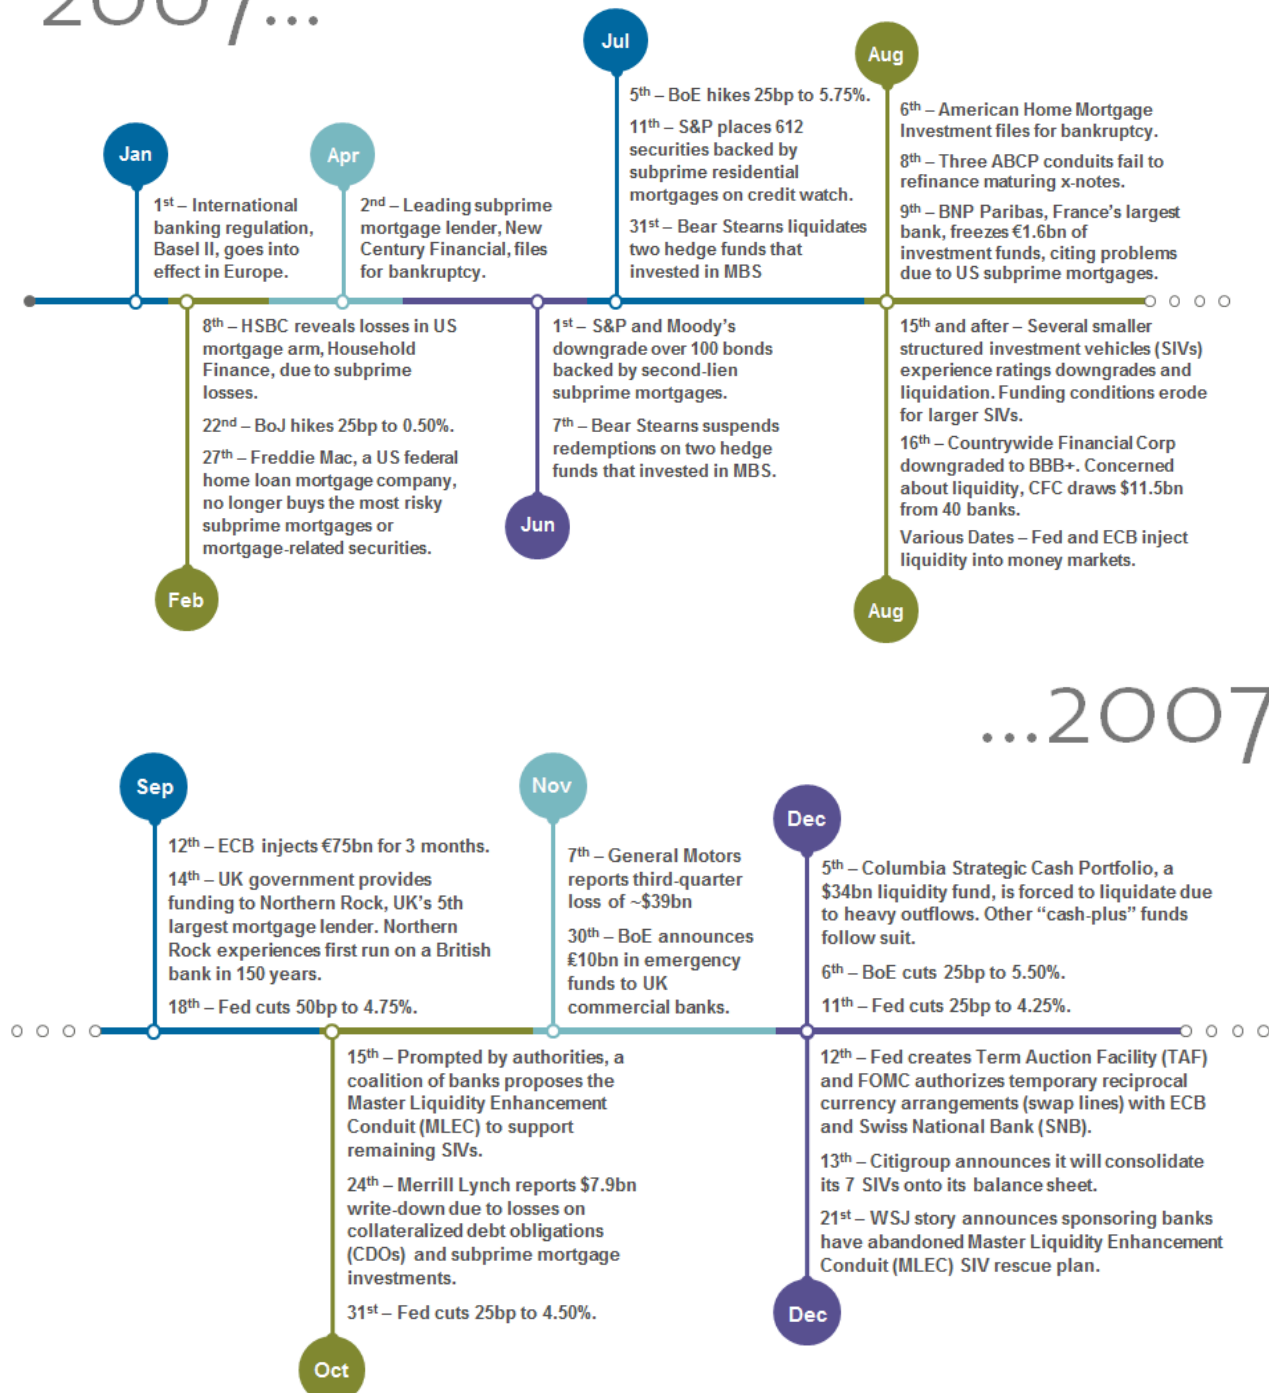 2007...
Jan
1st – International
banking regulation,
Basel II, goes into
effect in Europe.
Apr
2nd – Leading subprime
mortgage lender, New
Century Financial, files
for bankruptcy.
Jul
5th – BoE hikes 25bp to 5.75%.
11th – S&P places 612
securities backed by
subprime residential
mortgages on credit watch.
31st – Bear Stearns liquidates
two hedge funds that
invested in MBS
Aug
6th – American Home Mortgage
Investment files for bankruptcy.
8th – Three ABCP conduits fail to
refinance maturing x-notes.
9th – BNP Paribas, France's largest
bank, freezes €1.6bn of
investment funds, citing problems
due to US subprime mortgages.
8th – HSBC reveals losses in US
mortgage arm, Household
Finance, due to subprime
losses.
22nd – BoJ hikes 25bp to 0.50%.
27th – Freddie Mac, a US federal
home loan mortgage company,
no longer buys the most risky
subprime mortgages or
mortgage-related securities.
Feb
1st – S&P and Moody's
downgrade over 100 bonds
backed by second-lien
subprime mortgages.
7th – Bear Stearns suspends
redemptions on two hedge
funds that invested in MBS.
Jun
15th and after – Several smaller
structured investment vehicles (SIVs)
experience ratings downgrades and
liquidation. Funding conditions erode
for larger SIVs.
16th – Countrywide Financial Corp
downgraded to BBB+. Concerned
about liquidity, CFC draws $11.5bn
from 40 banks.
Various Dates – Fed and ECB inject
liquidity into money markets.
Aug
...2007
Sep
12th – ECB injects €75bn for 3 months.
14th – UK government provides
funding to Northern Rock, UK's 5th
largest mortgage lender. Northern
Rock experiences first run on a British
bank in 150 years.
18th – Fed cuts 50bp to 4.75%.
Nov
7th – General Motors
reports third-quarter
loss of ~$39bn
30th – BoE announces
€10bn in emergency
funds to UK
commercial banks.
Dec
5th – Columbia Strategic Cash Portfolio, a
$34bn liquidity fund, is forced to liquidate due
to heavy outflows. Other "cash-plus" funds
follow suit.
6th – BoE cuts 25bp to 5.50%.
11th – Fed cuts 25bp to 4.25%.
15th – Prompted by authorities, a
coalition of banks proposes the
Master Liquidity Enhancement
Conduit (MLEC) to support
remaining SIVs.
24th – Merrill Lynch reports $7.9bn
write-down due to losses on
collateralized debt obligations
(CDOs) and subprime mortgage
investments.
31st – Fed cuts 25bp to 4.50%.
Oct
12th – Fed creates Term Auction Facility (TAF)
and FOMC authorizes temporary reciprocal
currency arrangements (swap lines) with ECB
and Swiss National Bank (SNB).
13th – Citigroup announces it will consolidate
its 7 SIVs onto its balance sheet.
21st – WSJ story announces sponsoring banks
have abandoned Master Liquidity Enhancement
Conduit (MLEC) SIV rescue plan.
Dec